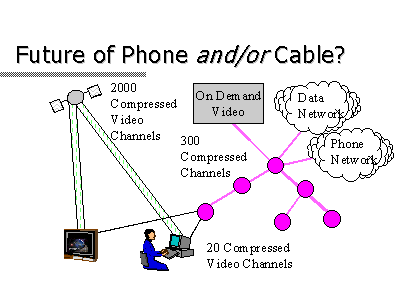 Future of Phone and/or Cable?
2000
Compressed
Video
Channels
On Demand
Video
Data
Network
300
Compressed
Channels
Phone
Network
20 Compressed
Video Channels